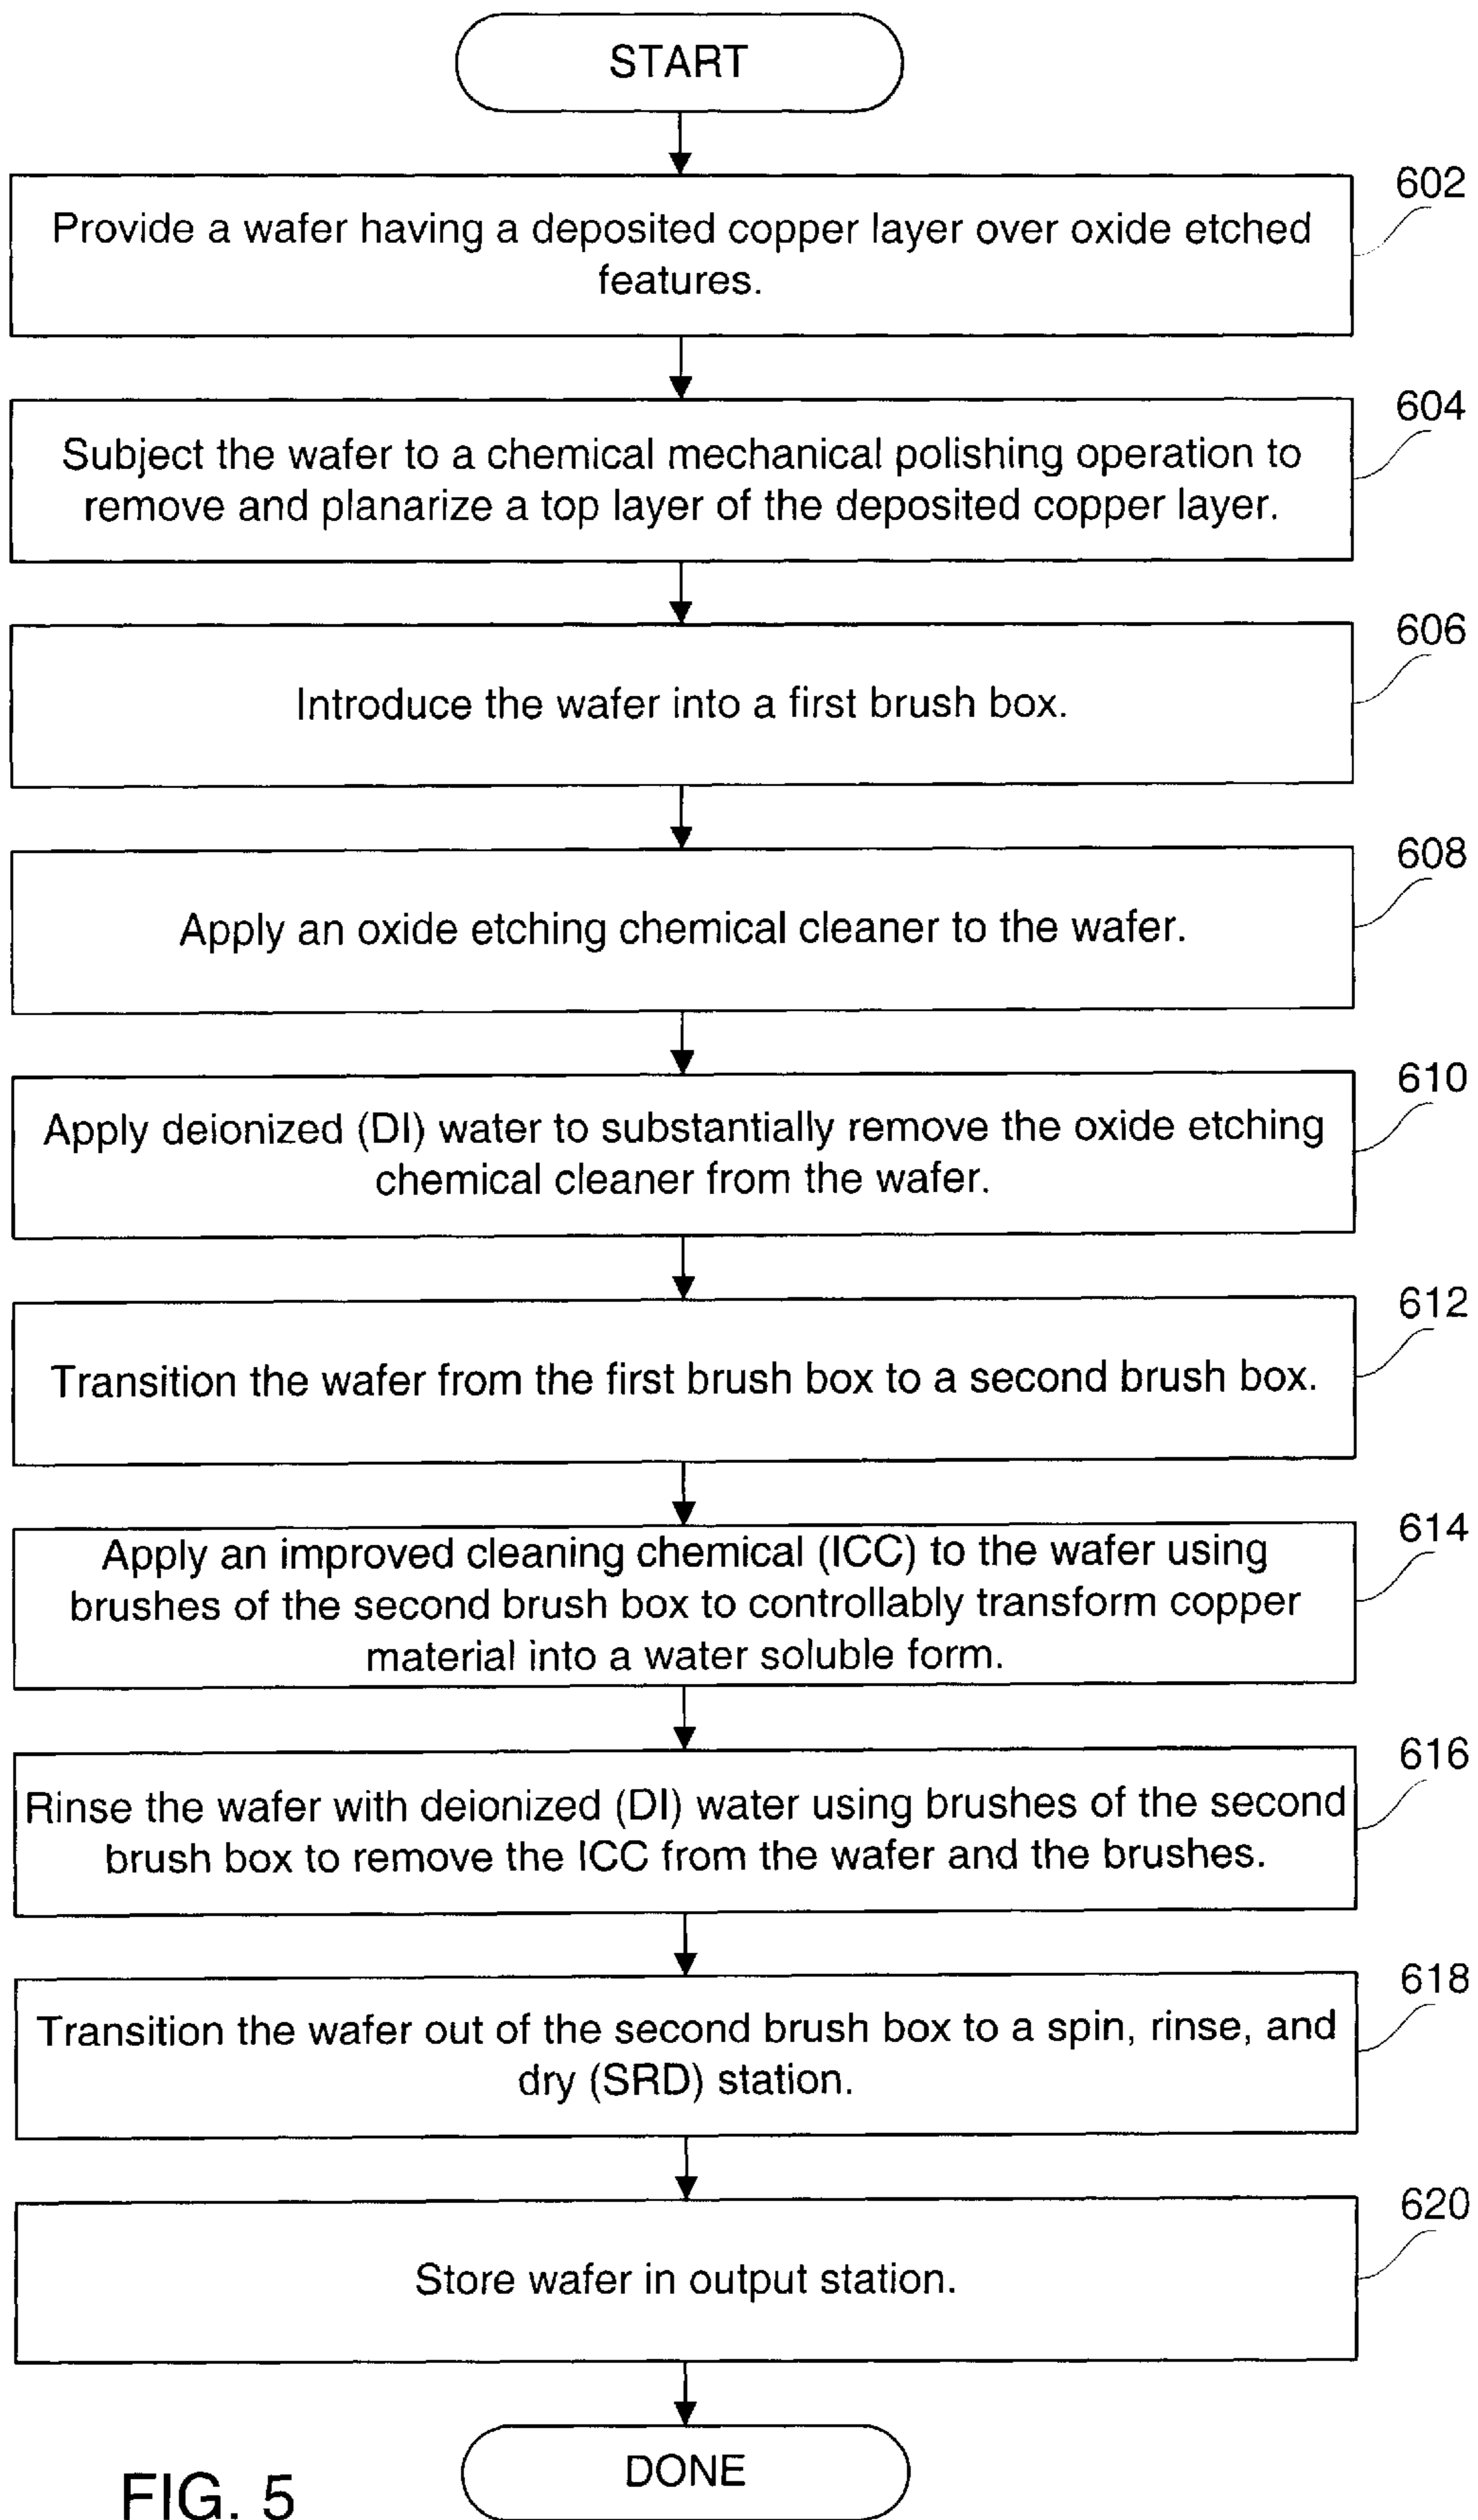 START
602
Provide a wafer having a deposited copper layer over oxide etched
features.
604
Subject the wafer to a chemical mechanical polishing operation to
remove and planarize a top layer of the deposited copper layer.
606
Introduce the wafer into a first brush box.
608
Apply an oxide etching chemical cleaner to the wafer.
610
Apply deionized (DI) water to substantially remove the oxide etching
chemical cleaner from the wafer.
612
Transition the wafer from the first brush box to a second brush box.
614
Apply an improved cleaning chemical (ICC) to the wafer using
brushes of the second brush box to controllably transform copper
material into a water soluble form.
616
Rinse the wafer with deionized (DI) water using brushes of the second
brush box to remove the ICC from the wafer and the brushes.
618
Transition the wafer out of the second brush box to a spin, rinse, and
dry (SRD) station.
620
Store wafer in output station.
DONE
FIG. 5